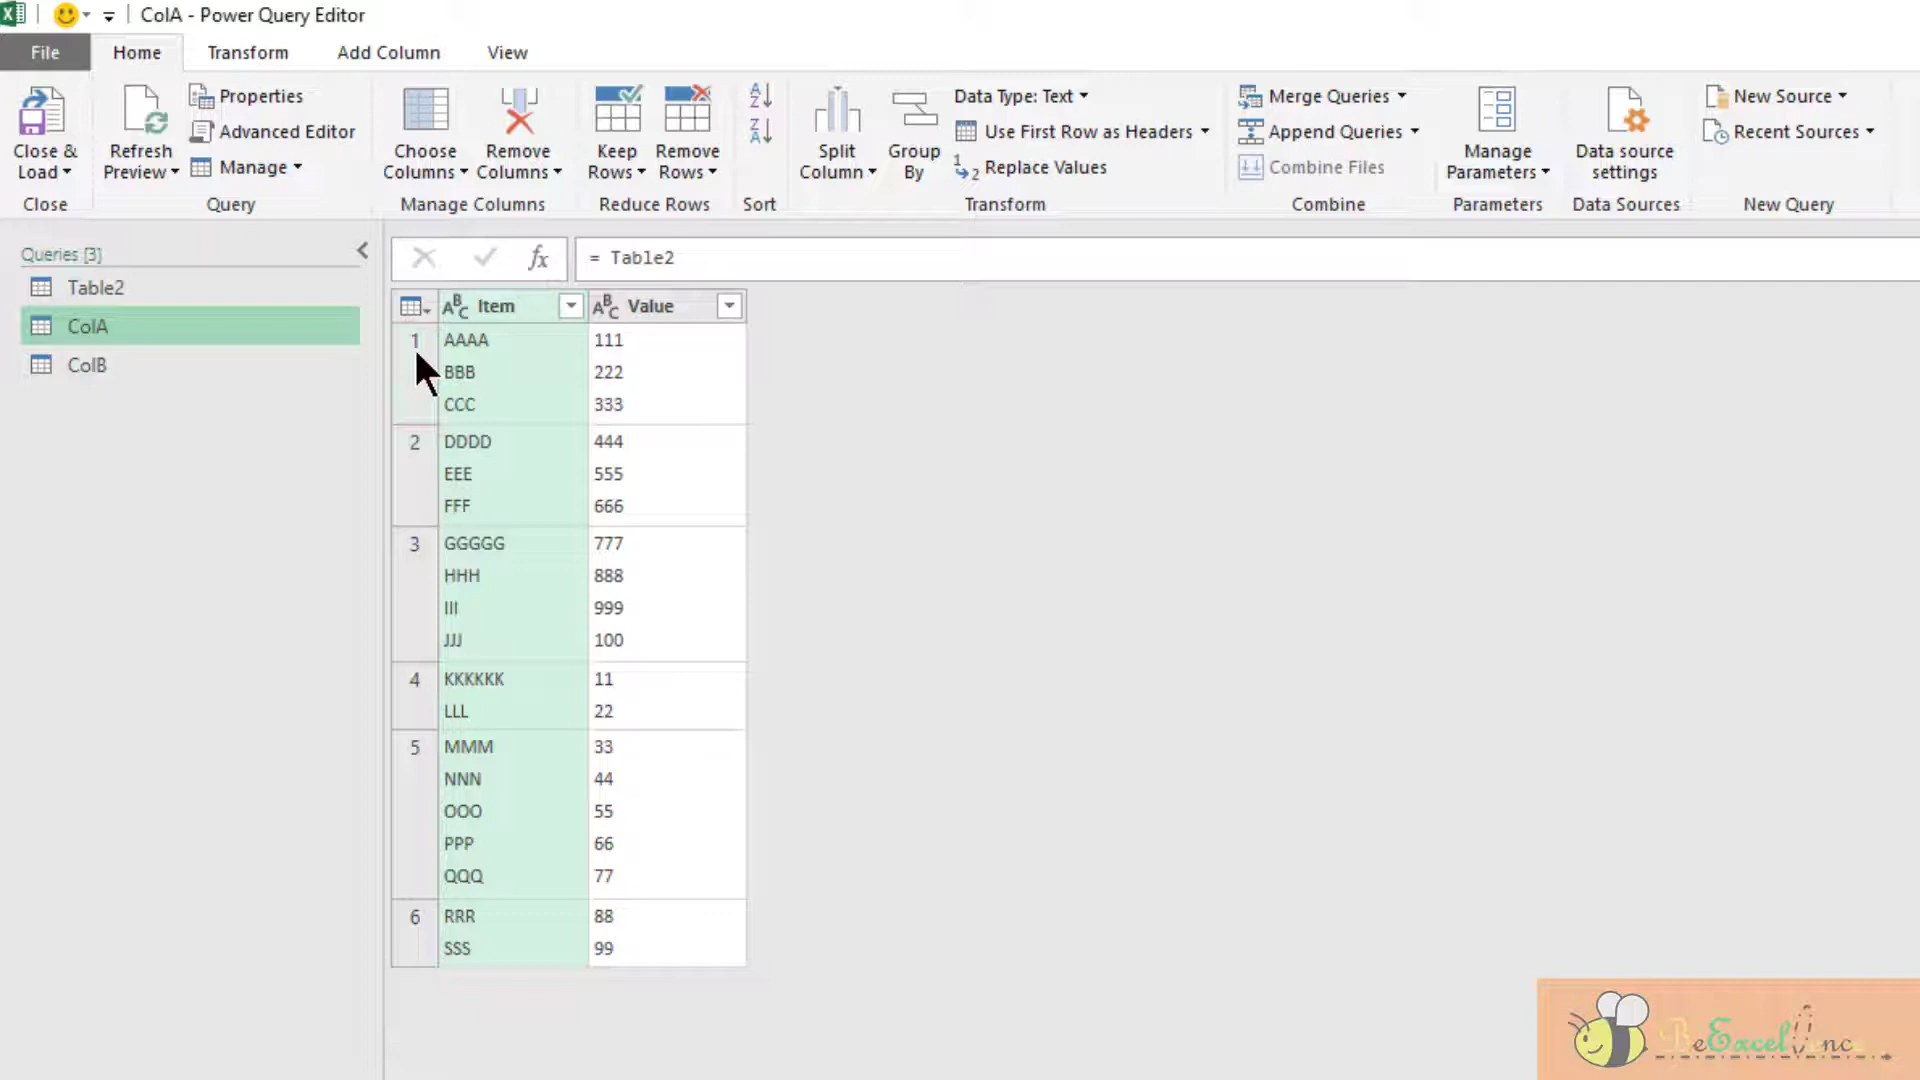 ColA - Power Query Editor
File Home Transform Add Column View
Close & Load
Refresh Preview
Properties
Advanced Editor
Manage
Choose Columns
Remove Columns
Keep Rows
Remove Rows
A Z
Z A
Split Column
Group By
Data Type: Text
Use First Row as Headers
1 2 Replace Values
Merge Queries
Append Queries
Combine Files
Manage Parameters
Data source settings
New Source
Recent Sources
Close Query Manage Columns Reduce Rows Sort Transform Combine Parameters Data Sources New Query
Queries [3]
Table2
ColA
ColB
fx = Table2
ABC Item ABC Value
1 AAAA 111
BBB 222
CCC 333
2 DDDD 444
EEE 555
FFF 666
3 GGGGG 777
HHH 888
III 999
JJJ 100
4 KKKKKK 11
LLL 22
5 MMM 33
NNN 44
OOO 55
PPP 66
QQQ 77
6 RRR 88
SSS 99